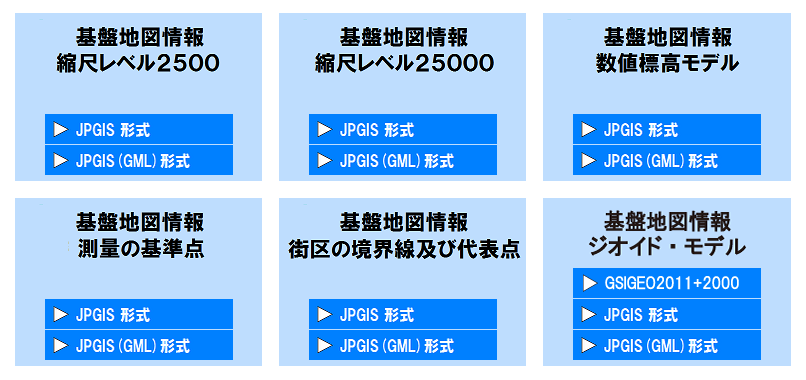 基盤地図情報
縮尺レベル2500
▷ JPGIS 形式
▷ JPGIS(GML)形式
基盤地図情報
縮尺レベル25000
▷ JPGIS 形式
▷ JPGIS(GML)形式
基盤地図情報
数値標高モデル
▷ JPGIS 形式
▷ JPGIS(GML)形式
基盤地図情報
測量の基準点
▷ JPGIS 形式
▷ JPGIS(GML)形式
基盤地図情報
街区の境界線及び代表点
▷ JPGIS 形式
▷ JPGIS(GML)形式
基盤地図情報
ジオイド・モデル
▷ GSIGEO2011+2000
▷ JPGIS 形式
▷ JPGIS(GML)形式